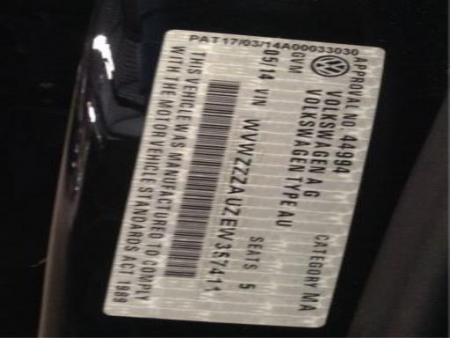 PAT17/03/14A00033030
APPROVAL NO 44994 CATEGORY MA
VOLKSWAGEN AG
VOLKSWAGEN TYPE AU
GVM SEATS 5
05/14 VIN WVWZZZAUZEW357411
THIS VEHICLE WAS MANUFACTURED TO COMPLY
WITH THE MOTOR VEHICLE STANDARDS ACT 1989